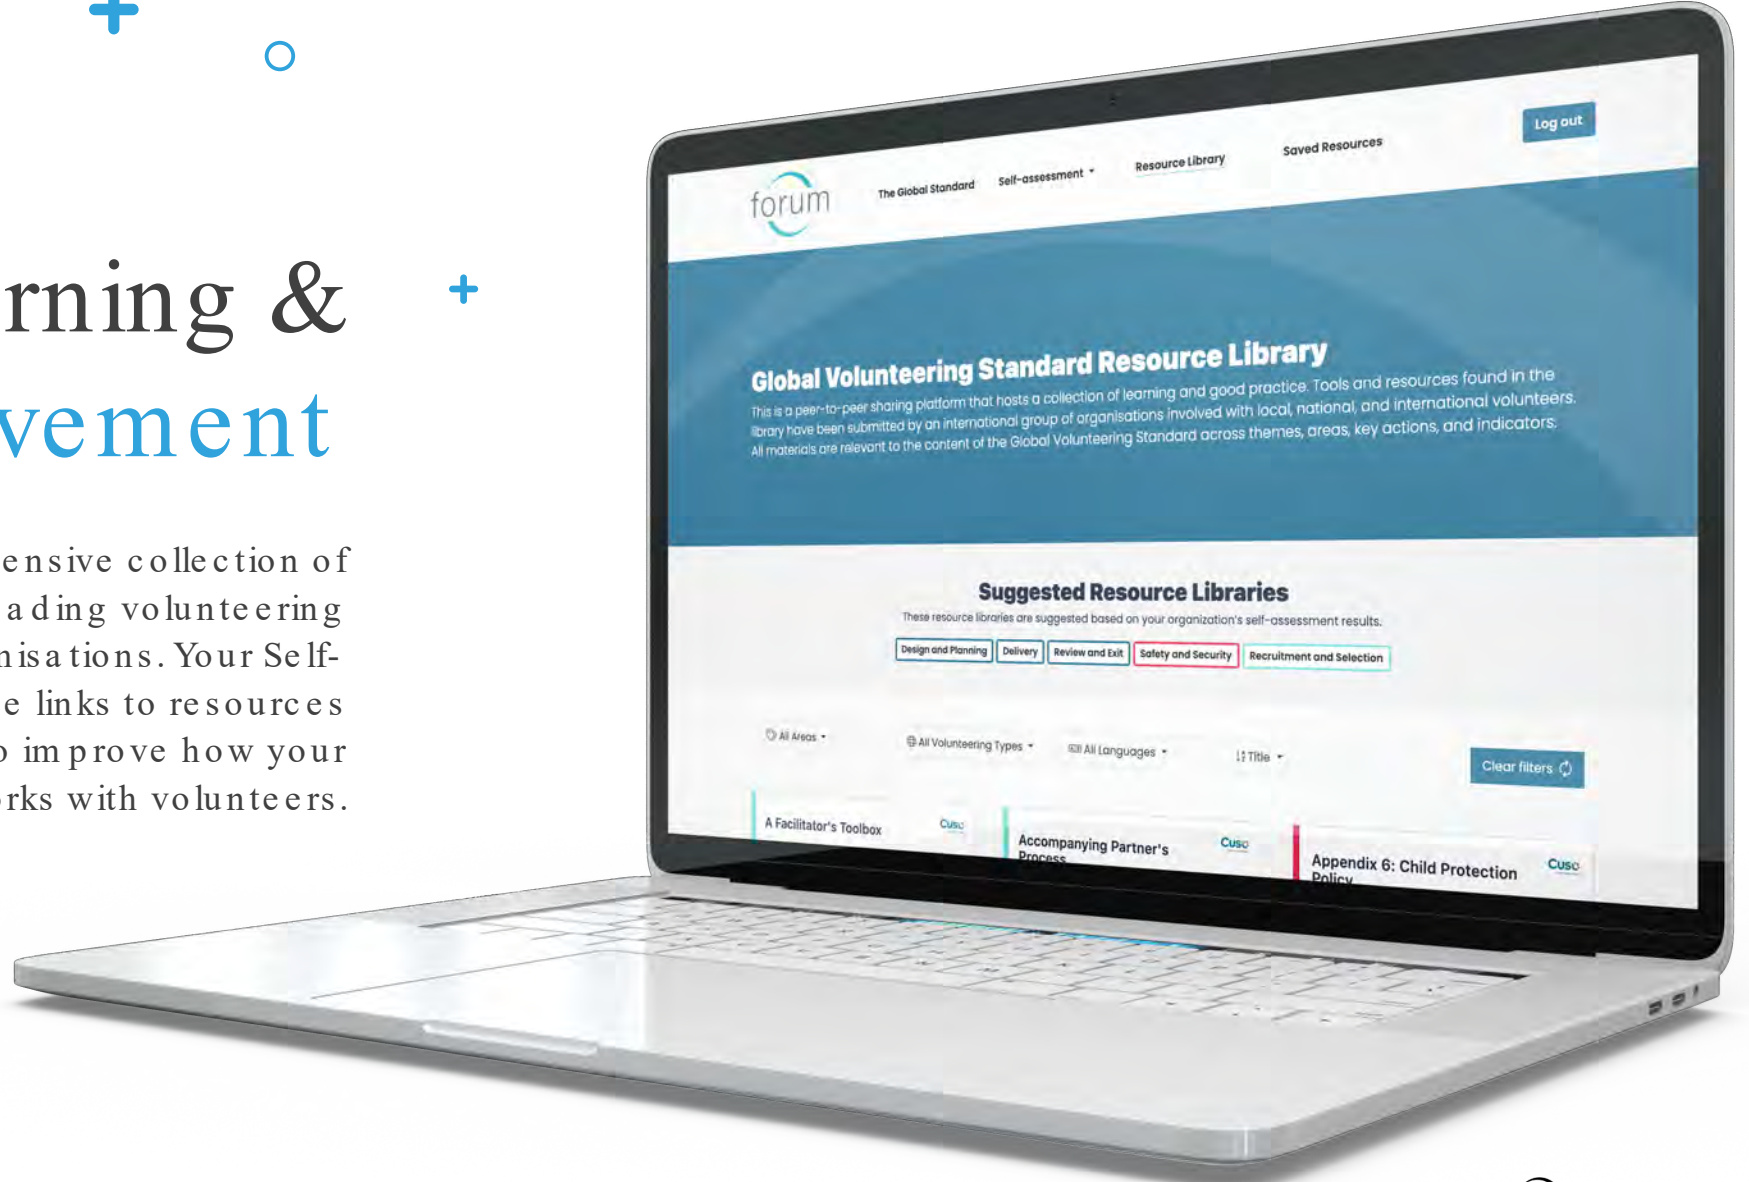 rning &
vement
ensive collection of
ading volunteering
nisations. Your Self-
e links to resources
o improve how your
rks with volunteers.
forum
The Global Standard
Self-assessment
Resource Library
Saved Resources
Log out
Global Volunteering Standard Resource Library
This is a peer-to-peer sharing platform that hosts a collection of learning and good practice. Tools and resources found in the
library have been submitted by an international group of organisations involved with local, national, and international volunteers.
All materials are relevant to the content of the Global Volunteering Standard across themes, areas, key actions, and indicators.
Suggested Resource Libraries
These resource libraries are suggested based on your organization's self-assessment results.
Design and Planning
Delivery
Review and Exit
Safety and Security
Recruitment and Selection
All Areas
All Volunteering Types
All Languages
Title
Clear filters
A Facilitator's Toolbox
Cuso
Accompanying Partner's
Process
Cuso
Appendix 6: Child Protection
Policy
Cuso